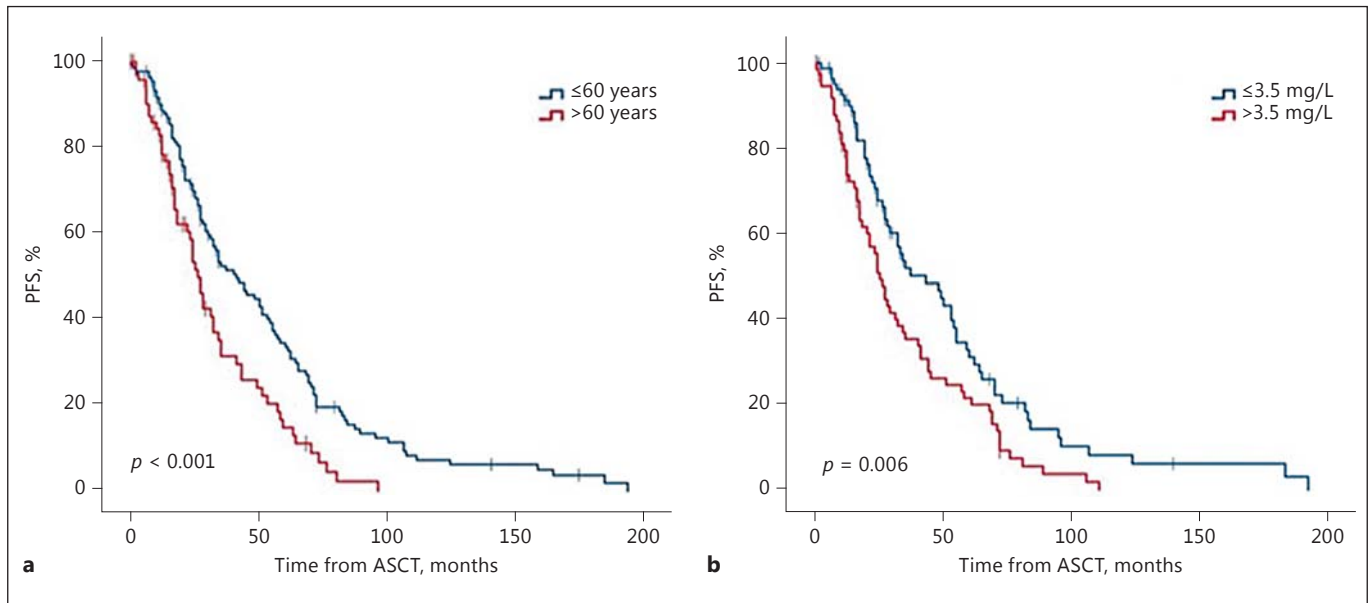 100
80
60
40
20
0
PFS, %
≤60 years
>60 years
p < 0.001
0
50
100
150
200
Time from ASCT, months
a
100
80
60
40
20
0
PFS, %
≤3.5 mg/L
>3.5 mg/L
p = 0.006
0
50
100
150
200
Time from ASCT, months
b